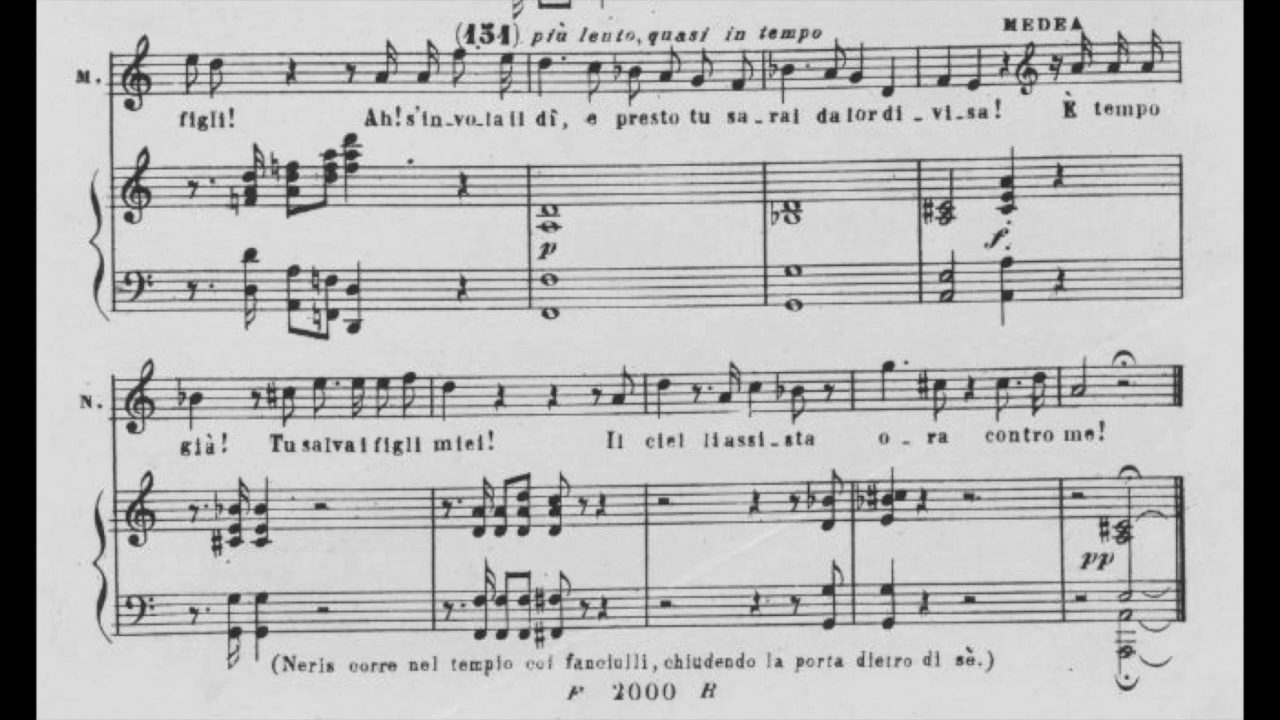 (151) più lento, quasi in tempo
MEDEA
M.
figli! Ah! s'in-vo-la il dì, e presto tu sa-rai da lor di-vi-sa! È tempo
p
f.
N.
già! Tu salva i figli miei! Il ciel li assi-sta o-ra contro me!
pp
(Neris corre nel tempio coi fanciulli, chiudendo la porta dietro di sè.)
F 2000 R